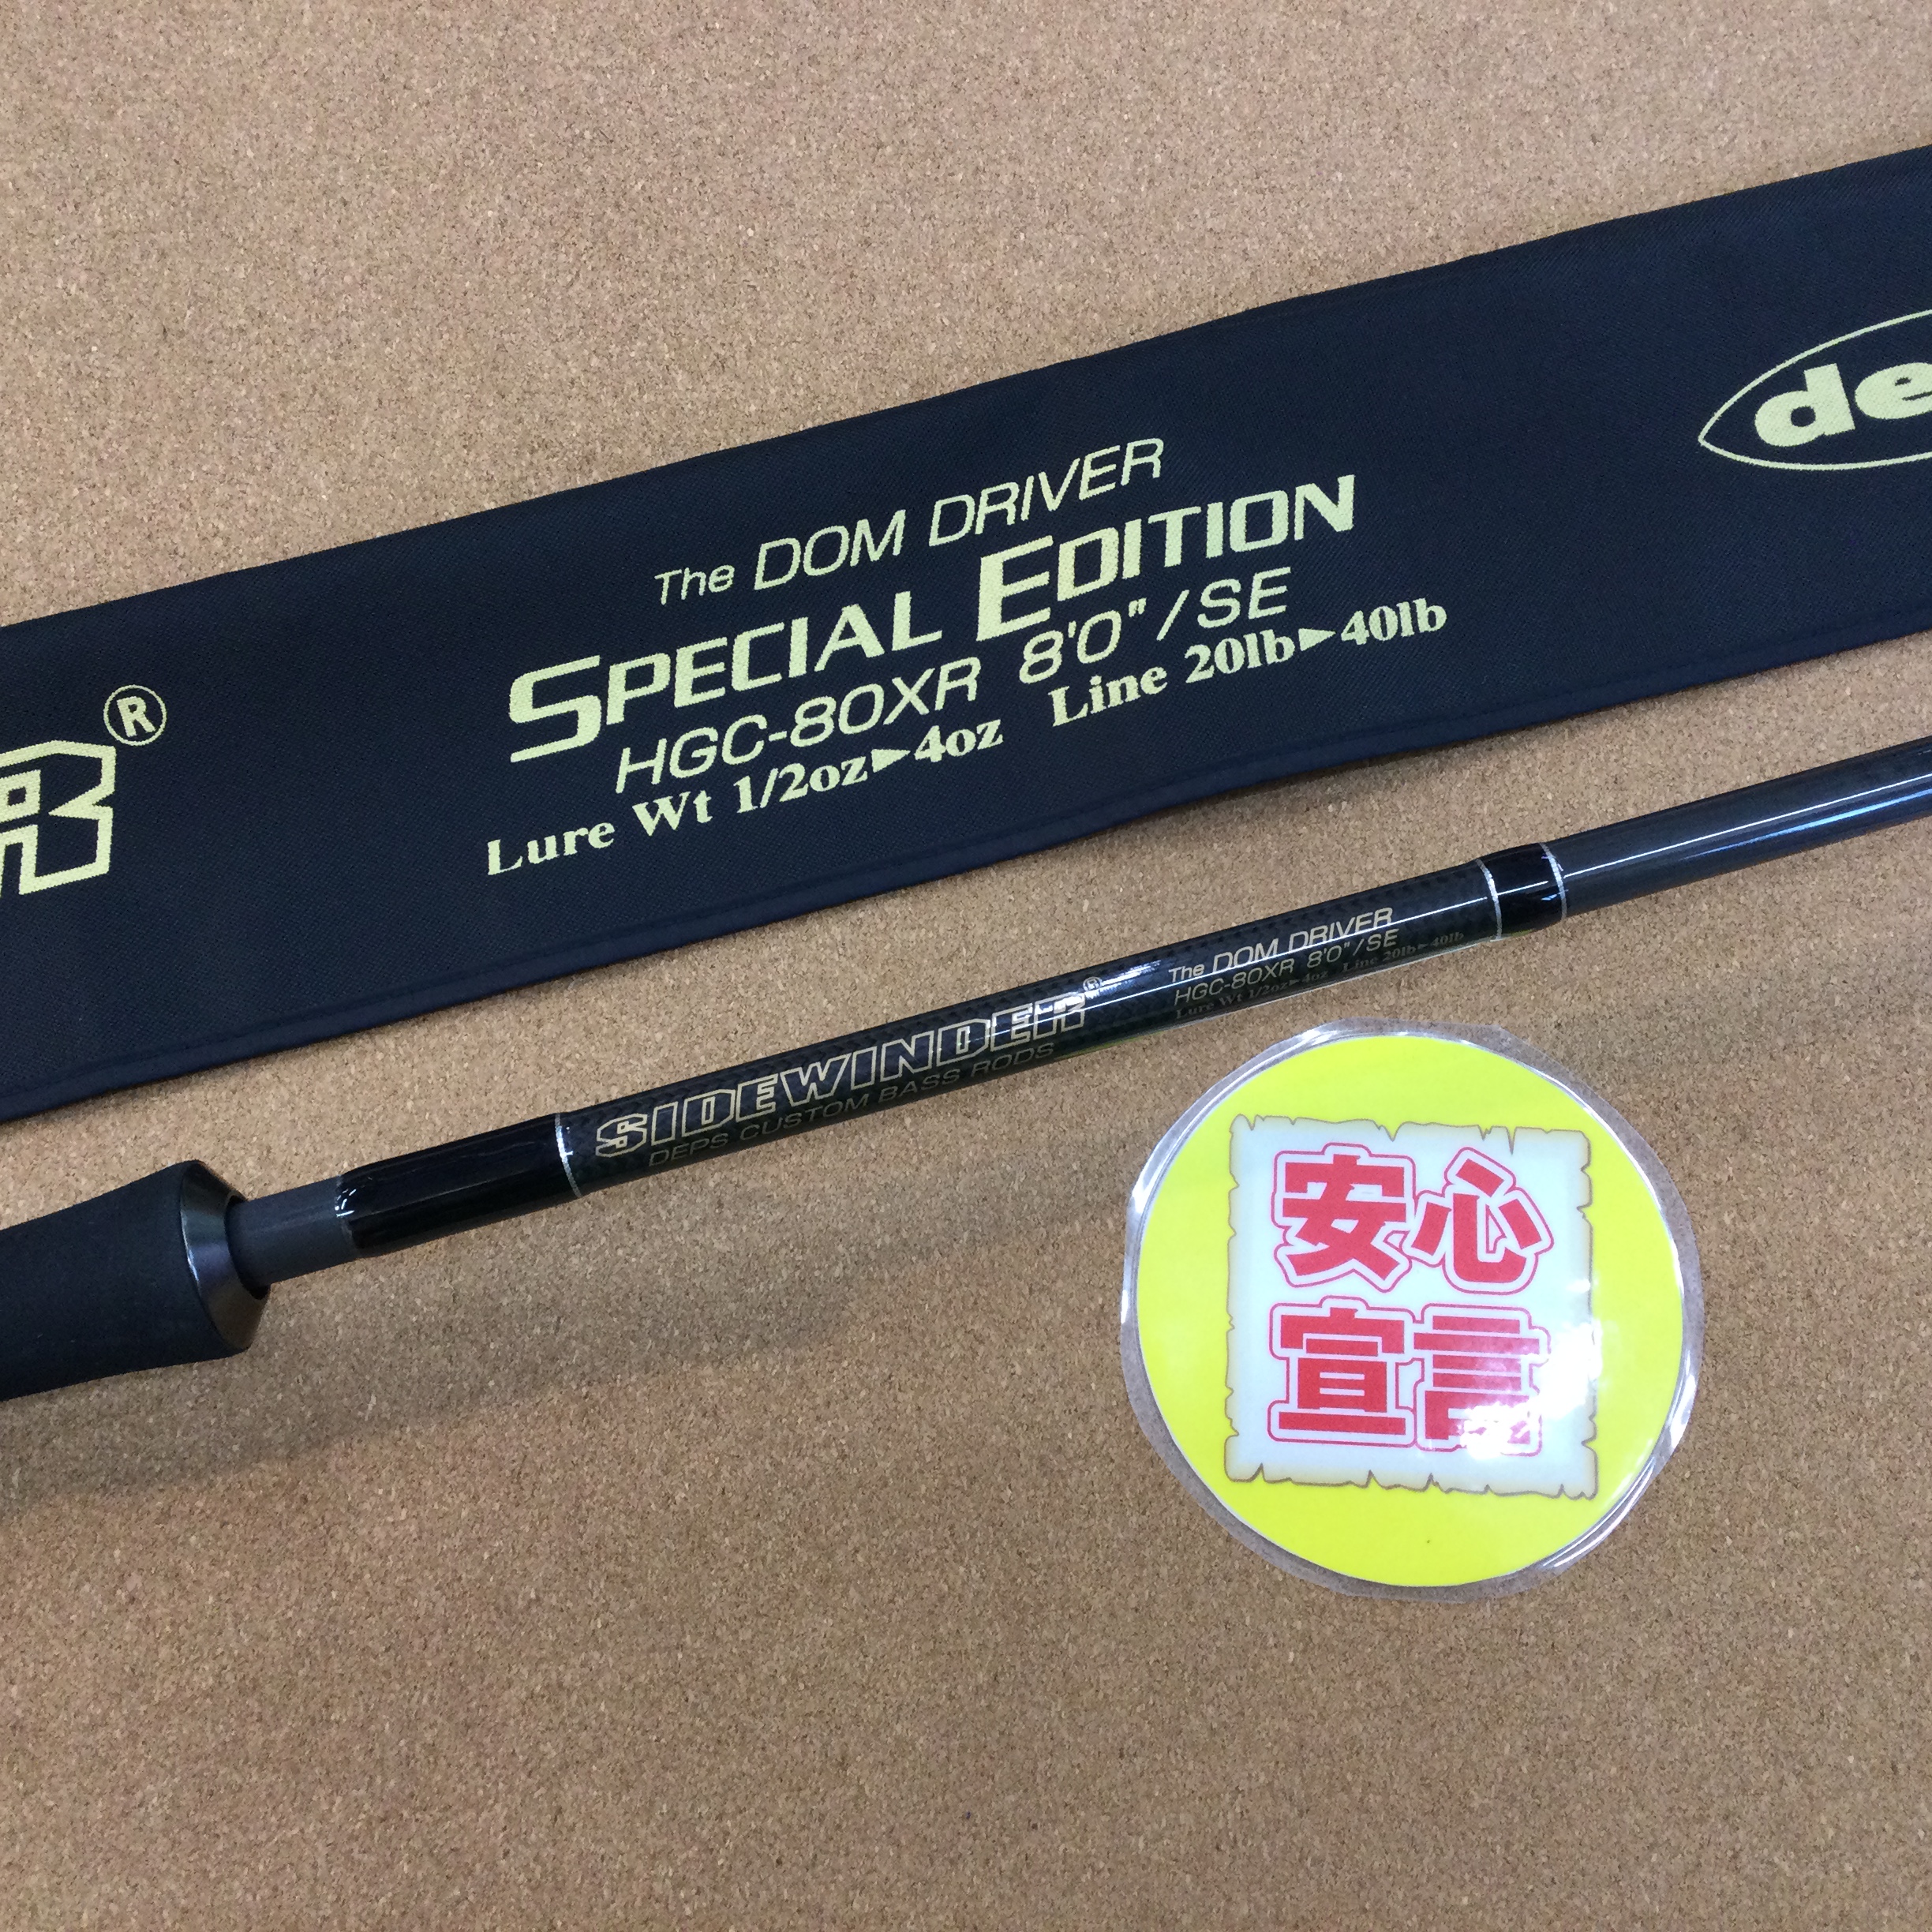 R®
The DOM DRIVER
SPECIAL EDITION
HGC-80XR 8'0"/SE
Lure Wt 1/2oz▶4oz Line 20lb▶40lb
de
SIDEWINDER®
DEPS CUSTOM BASS RODS
The DOM DRIVER
HGC-80XR 8'0"/SE
Lure Wt 1/2oz▶4oz Line 20lb▶40lb
安心
宣言